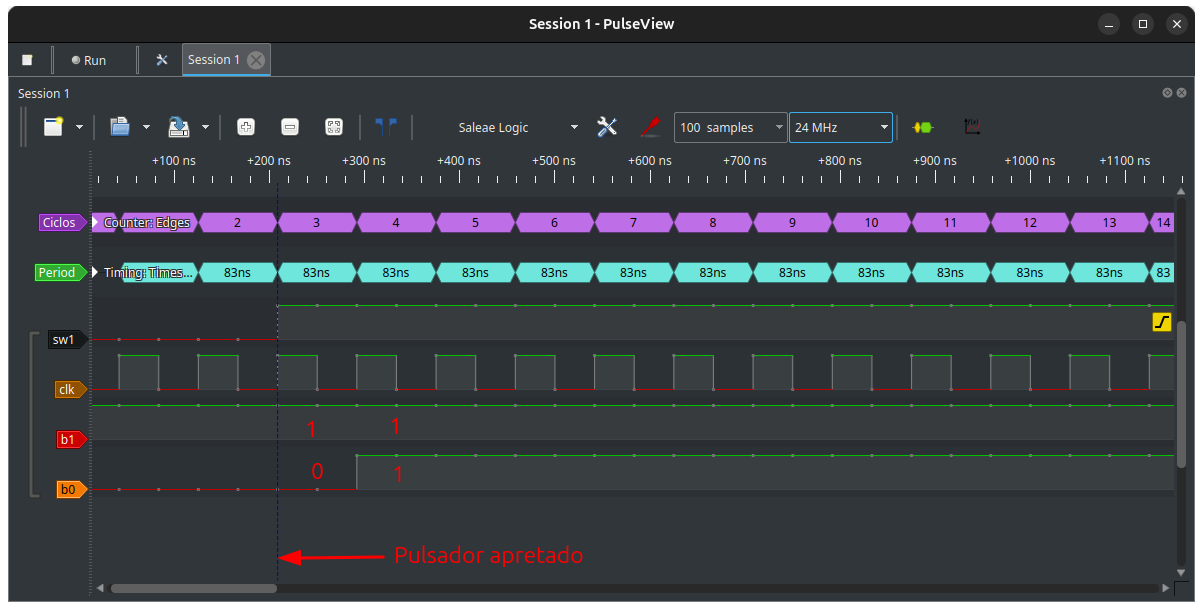 Session 1 - PulseView
Run
Session 1
Session 1
Saleae Logic
100 samples
24 MHz
+100 ns +200 ns +300 ns +400 ns +500 ns +600 ns +700 ns +800 ns +900 ns +1000 ns +1100 ns
Ciclos Counter: Edges 2 3 4 5 6 7 8 9 10 11 12 13 14
Period Timing: Times... 83ns 83ns 83ns 83ns 83ns 83ns 83ns 83ns 83ns 83ns 83ns 83ns 83
sw1
clk
b1 1 1
b0 0 1
Pulsador apretado